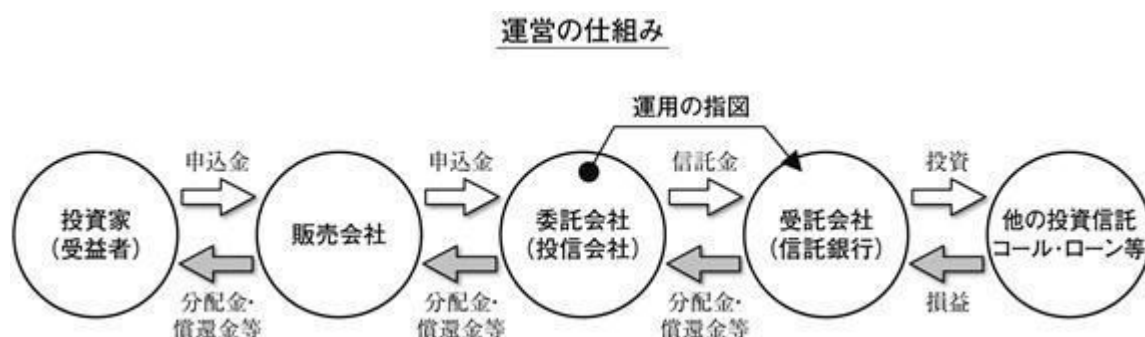 運営の仕組み
運用の指図
申込金
申込金
信託金
投資
投資家
(受益者)
販売会社
委託会社
(投信会社)
受託会社
(信託銀行)
他の投資信託
コール・ローン等
分配金・
償還金等
分配金・
償還金等
分配金・
償還金等
損益